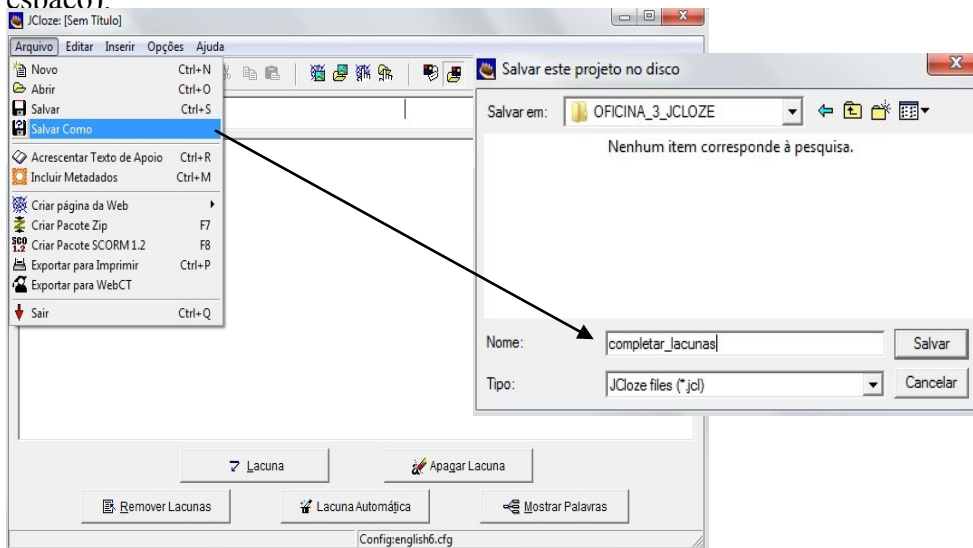 espaço).
JCloze: [Sem Título]
Arquivo Editar Inserir Opções Ajuda
Novo Ctrl+N
Abrir Ctrl+O
Salvar Ctrl+S
Salvar Como
Acrescentar Texto de Apoio Ctrl+R
Incluir Metadados Ctrl+M
Criar página da Web
Criar Pacote Zip F7
Criar Pacote SCORM 1.2 F8
Exportar para Imprimir Ctrl+P
Exportar para WebCT
Sair Ctrl+Q
Salvar este projeto no disco
Salvar em: OFICINA_3_JCLOZE
Nenhum item corresponde à pesquisa.
Nome: completar_lacunas Salvar
Tipo: JCloze files (*.jcl) Cancelar
Lacuna Apagar Lacuna
Remover Lacunas Lacuna Automática Mostrar Palavras
Config:english6.cfg